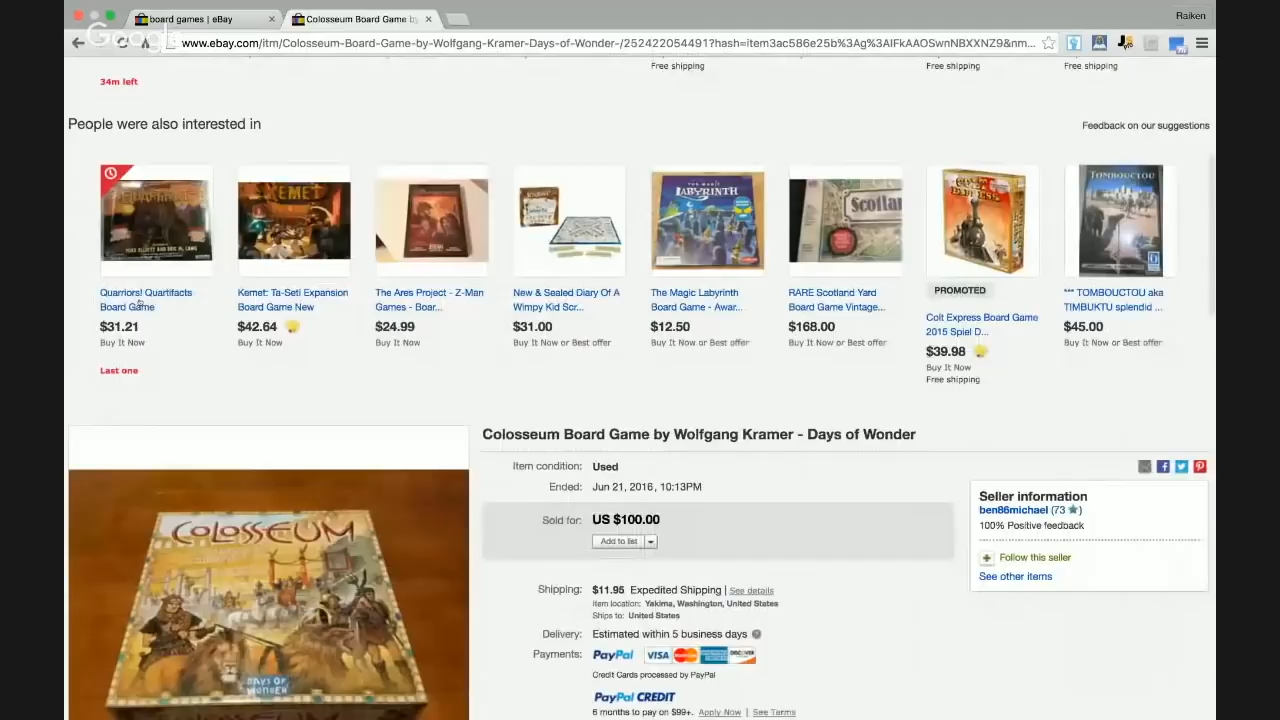 board games | eBay
Colosseum Board Game by
Raiken
Google
www.ebay.com/itm/Colosseum-Board-Game-by-Wolfgang-Kramer-Days-of-Wonder-/252422054491?hash=item3ac586e25b%3Ag%3AIFkAAOSwnNBXXNZ9&nm...
Free shipping
Free shipping
Free shipping
34m left
People were also interested in
Feedback on our suggestions
KEMET
THE MAGIC
LABYRINTH
Scotla
COLT
EXPRESS
TOMBOUCTOU
Quarriors! Quartifacts
Board Game
$31.21
Buy It Now
Last one
Kemet: Ta-Seti Expansion
Board Game New
$42.64
Buy It Now
The Ares Project - Z-Man
Games - Boar...
$24.99
Buy It Now
New & Sealed Diary Of A
Wimpy Kid Scr...
$31.00
Buy It Now or Best offer
The Magic Labyrinth
Board Game - Awar...
$12.50
Buy It Now or Best offer
RARE Scotland Yard
Board Game Vintage...
$168.00
Buy It Now or Best offer
PROMOTED
Colt Express Board Game
2015 Spiel D...
$39.98
Buy It Now
Free shipping
*** TOMBOUCTOU aka
TIMBUKTU splendid ...
$45.00
Buy It Now or Best offer
Colosseum Board Game by Wolfgang Kramer - Days of Wonder
Item condition: Used
Ended: Jun 21, 2016 , 10:13PM
Sold for: US $100.00
Add to list
Shipping: $11.95 Expedited Shipping | See details
Item location: Yakima, Washington, United States
Ships to: United States
Delivery: Estimated within 5 business days
Payments: PayPal VISA MasterCard DISCOVER
Credit Cards processed by PayPal
PayPal CREDIT
6 months to pay on $99+. Apply Now | See Terms
Seller information
ben86michael (73 ★)
100% Positive feedback
Follow this seller
See other items
COLOSSEUM
DAYS OF
WONDER